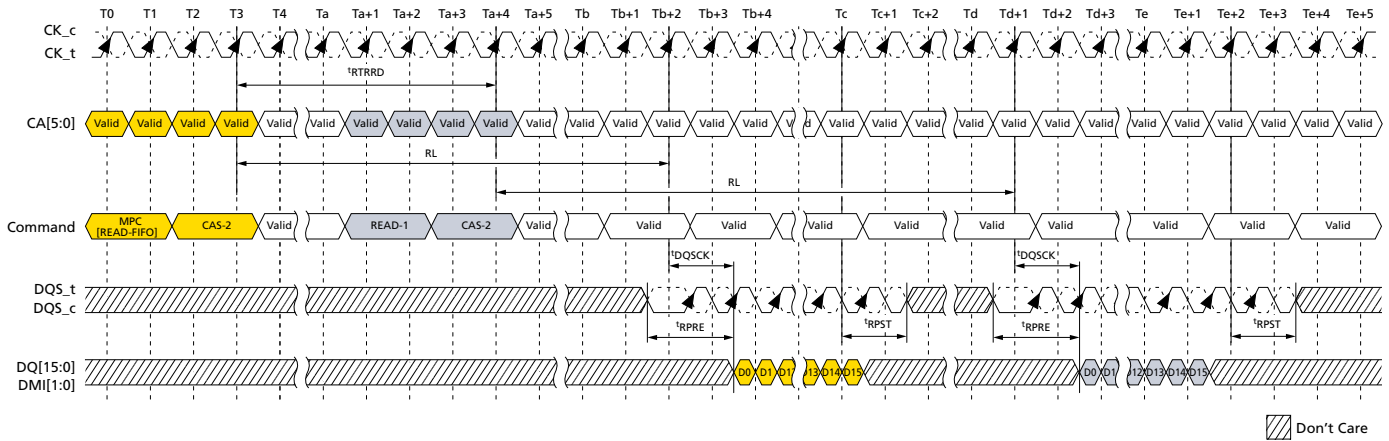 T0 T1 T2 T3 T4 Ta Ta+1 Ta+2 Ta+3 Ta+4 Ta+5 Tb Tb+1 Tb+2 Tb+3 Tb+4 Tc Tc+1 Tc+2 Td Td+1 Td+2 Td+3 Te Te+1 Te+2 Te+3 Te+4 Te+5
CK_c
CK_t
tRTRRD
CA[5:0] Valid Valid Valid Valid Valid Valid Valid Valid Valid Valid Valid Valid Valid Valid Valid Valid Valid Valid Valid Valid Valid Valid Valid Valid Valid Valid Valid Valid
RL
RL
Command MPC [READ-FIFO] CAS-2 Valid READ-1 CAS-2 Valid Valid Valid Valid Valid Valid Valid Valid Valid Valid
tDQSCK tDQSCK
DQS_t
DQS_c
tRPRE tRPST tRPRE tRPST
DQ[15:0]
DMI[1:0]
D0 D1 D13 D14 D15 D0 D1 D12 D13 D14 D15
Don't Care